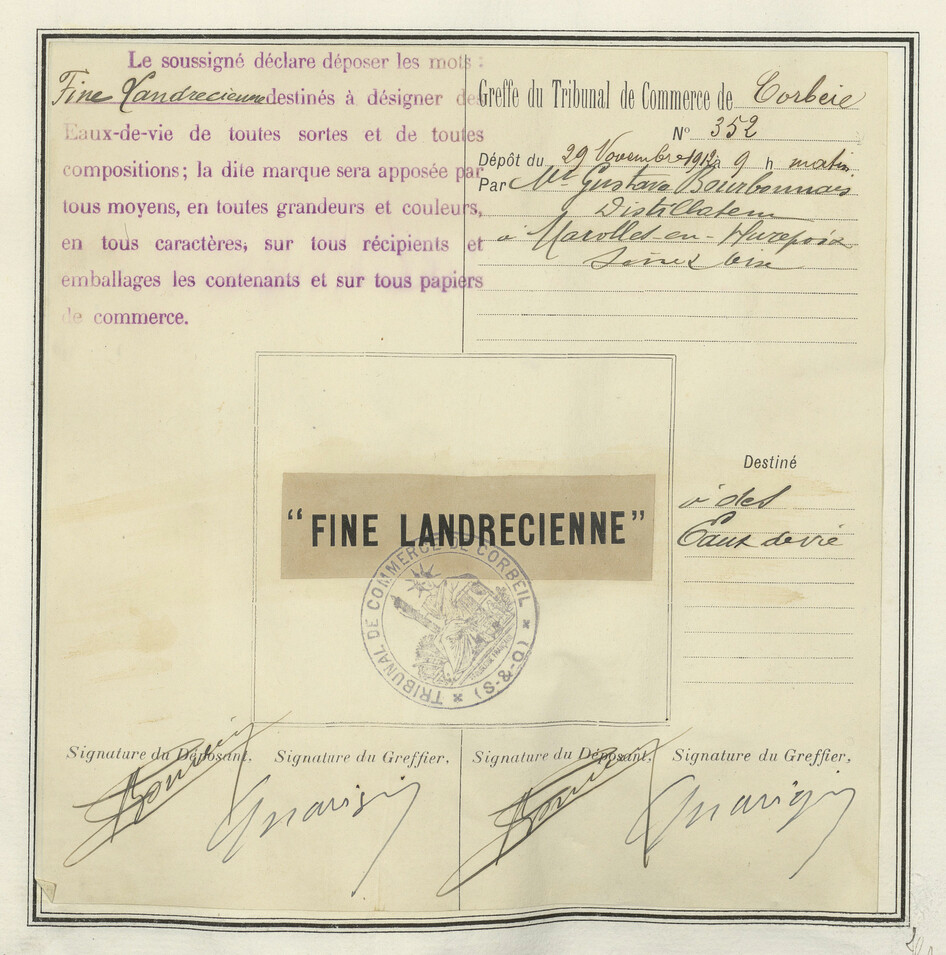 Le soussigné déclare déposer les mots :
Fine Landrecienne destinés à désigner des
Eaux-de-vie de toutes sortes et de toutes
compositions; la dite marque sera apposée par
tous moyens, en toutes grandeurs et couleurs,
en tous caractères, sur tous récipients et
emballages les contenants et sur tous papiers
de commerce.
Greffe du Tribunal de Commerce de Corbeil
N° 352
Dépôt du 29 Novembre 1912 à 9 h matin
Par Mr Gustave Bourbonnais
Distillateur
à Marolles-en-Hurepoix
Seine & Oise
"FINE LANDRECIENNE"
TRIBUNAL DE COMMERCE DE CORBEIL * (S-&-O) *
Destiné
à des
Eaux de vie
Signature du Déposant. Signature du Greffier.
Signature du Déposant. Signature du Greffier.